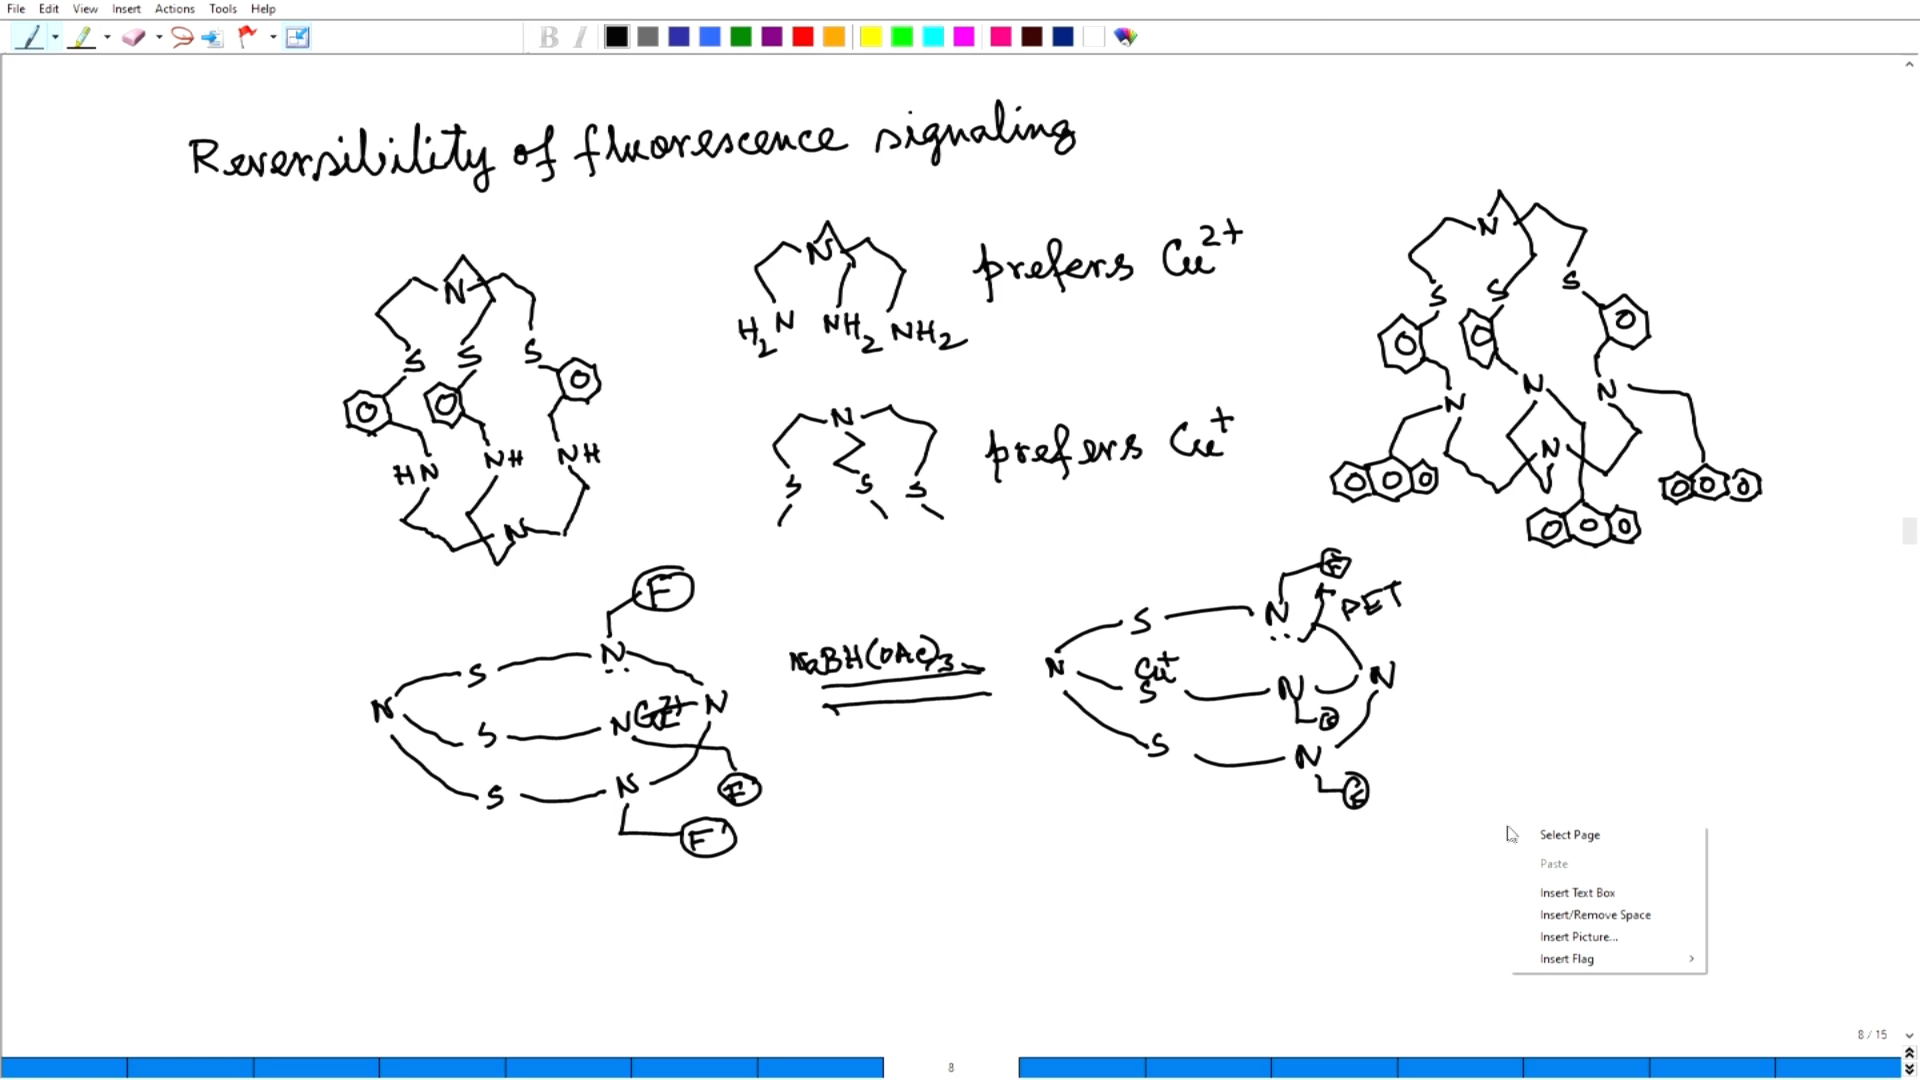 File Edit View Insert Actions Tools Help
B I
Reversibility of fluorescence signaling
N
S S S
HN NH NH
N
N
H2N NH2 NH2
prefers Cu2+
N
S S S
prefers Cu+
N
S S S
N N N
N
F
N
S
N S N N
S N
F
F
NaBH(OAc)3
F
S N PET
N Cu+ N
S N
S N
Select Page
Paste
Insert Text Box
Insert/Remove Space
Insert Picture...
Insert Flag >
8 / 15
8